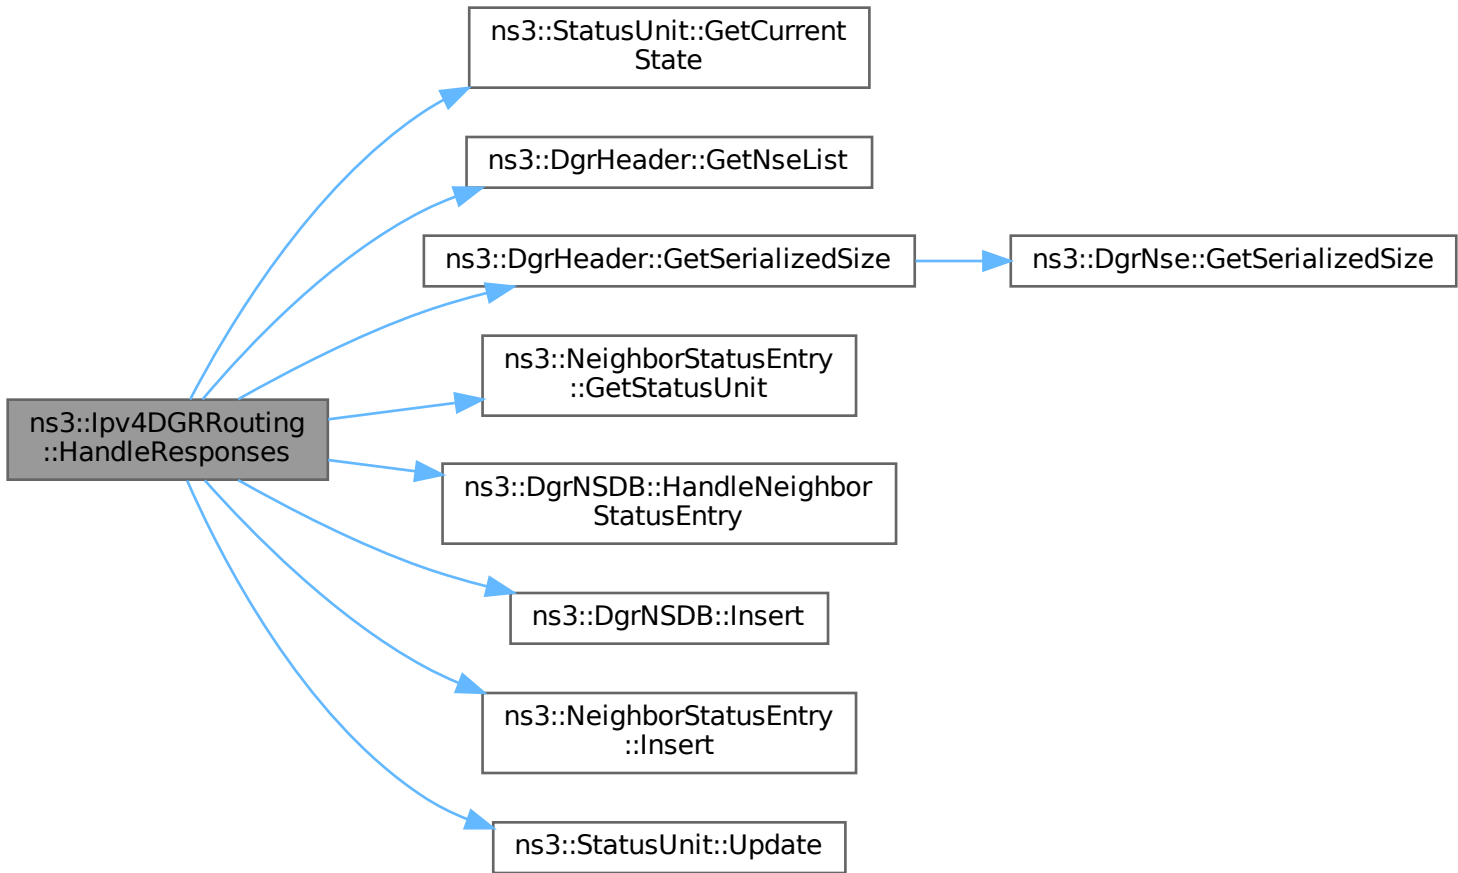 ns3::StatusUnit::GetCurrent
State
ns3::DgrHeader::GetNseList
ns3::DgrHeader::GetSerializedSize
ns3::DgrNse::GetSerializedSize
ns3::NeighborStatusEntry
::GetStatusUnit
ns3::Ipv4DGRRouting
::HandleResponses
ns3::DgrNSDB::HandleNeighbor
StatusEntry
ns3::DgrNSDB::Insert
ns3::NeighborStatusEntry
::Insert
ns3::StatusUnit::Update